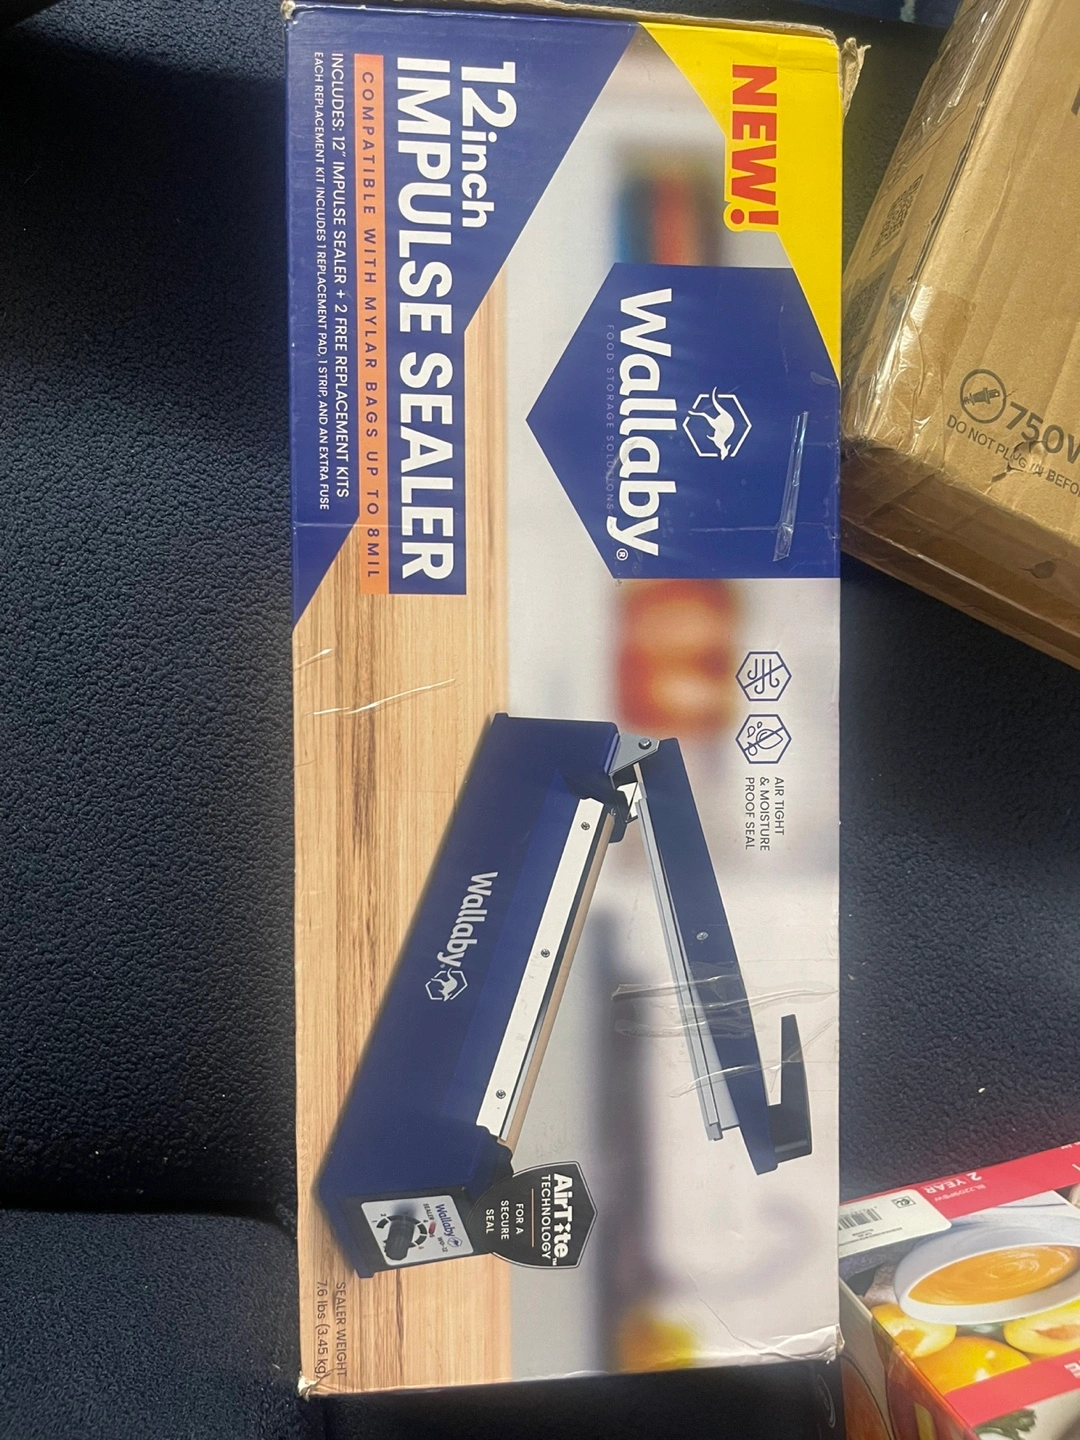 NEW!
Wallaby®
FOOD STORAGE SOLUTIONS
12inch
IMPULSE SEALER
COMPATIBLE WITH MYLAR BAGS UP TO 8MIL
INCLUDES: 12" IMPULSE SEALER + 2 FREE REPLACEMENT KITS
EACH REPLACEMENT KIT INCLUDES 1 REPLACEMENT PAD, 1 STRIP, AND AN EXTRA FUSE
AIR TIGHT
& MOISTURE
PROOF SEAL
Wallaby
AirTite™
TECHNOLOGY
FOR A
SECURE
SEAL
Wallaby
SEALER
SEALER WEIGHT
7.6 lbs (3.45 kg)
750W
DO NOT PLUG IN BEFO
2 YEAR